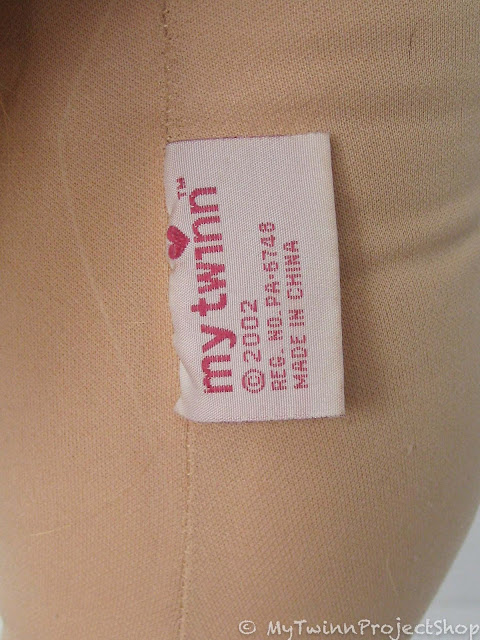 my twinn™
© 2002
REG. NO. PA-6748
MADE IN CHINA
© MyTwinnProjectShop